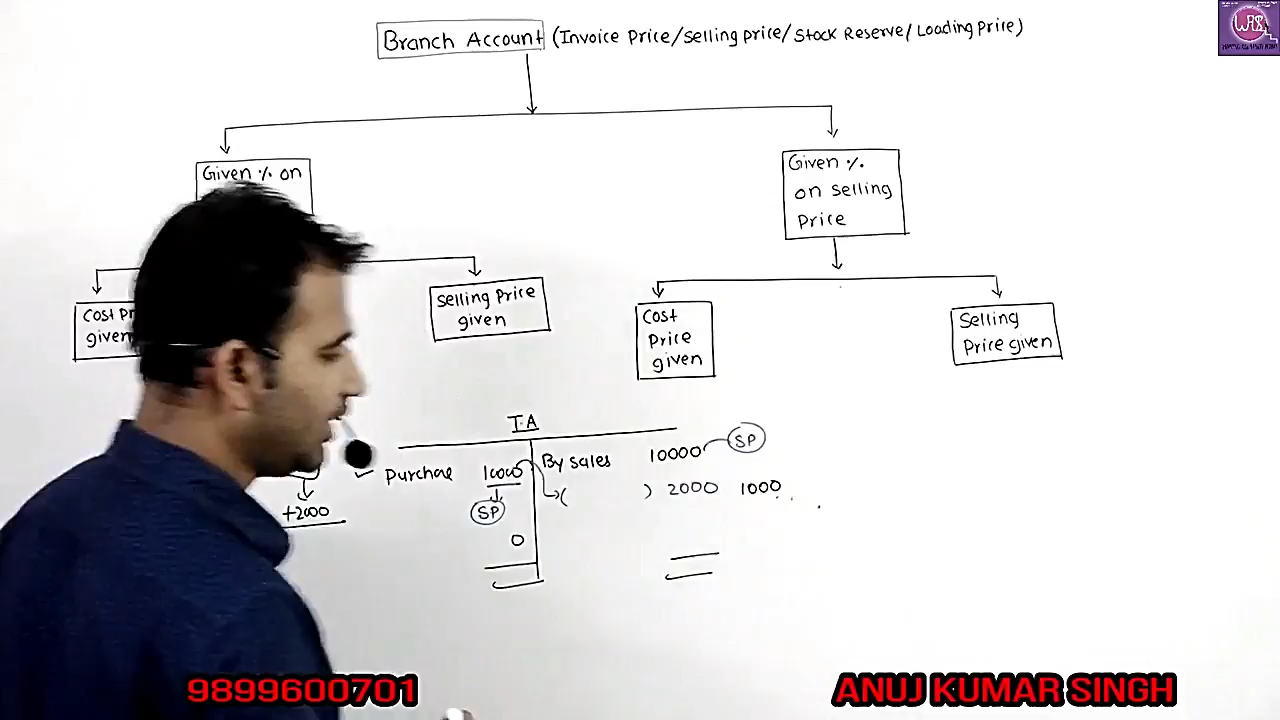 Branch Account (Invoice Price/Selling price/Stock Reserve/Loading Price)
Given % on
Given %
on selling
Price
Cost
given
Selling Price
given
Cost
Price
given
Selling
Price given
T.A
Purchase 10000 By Sales 10000 SP
SP ( ) 2000 1000
+2000
0
9899600701
ANUJ KUMAR SINGH